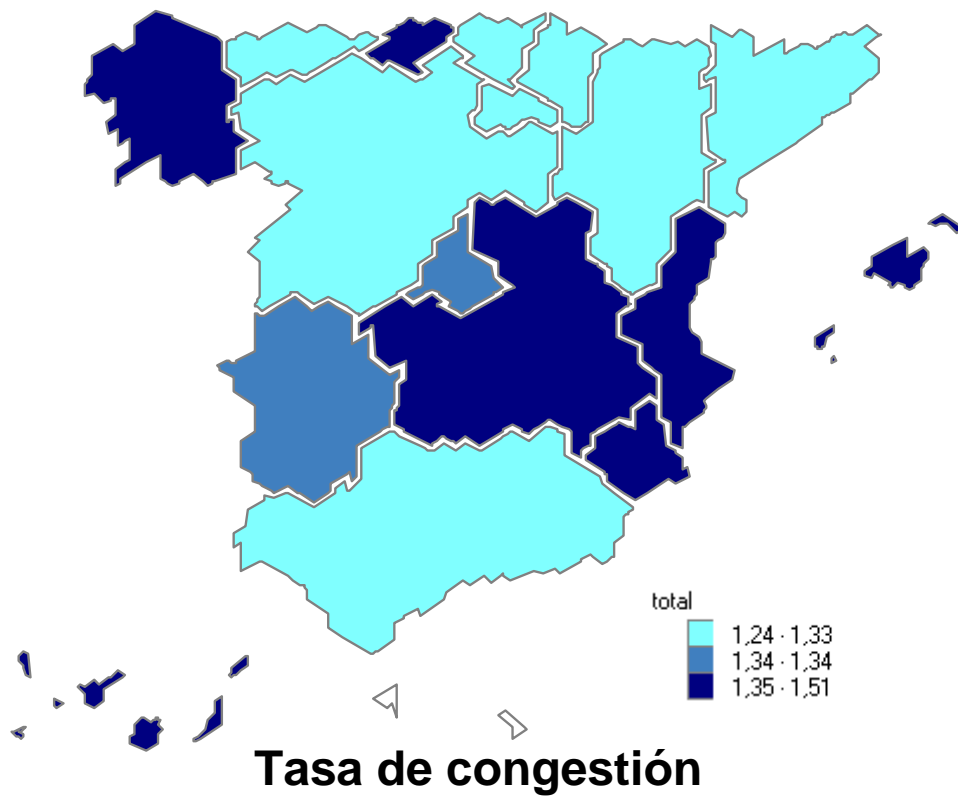 total
1,24 - 1,33
1,34 - 1,34
1,35 - 1,51
Tasa de congestión